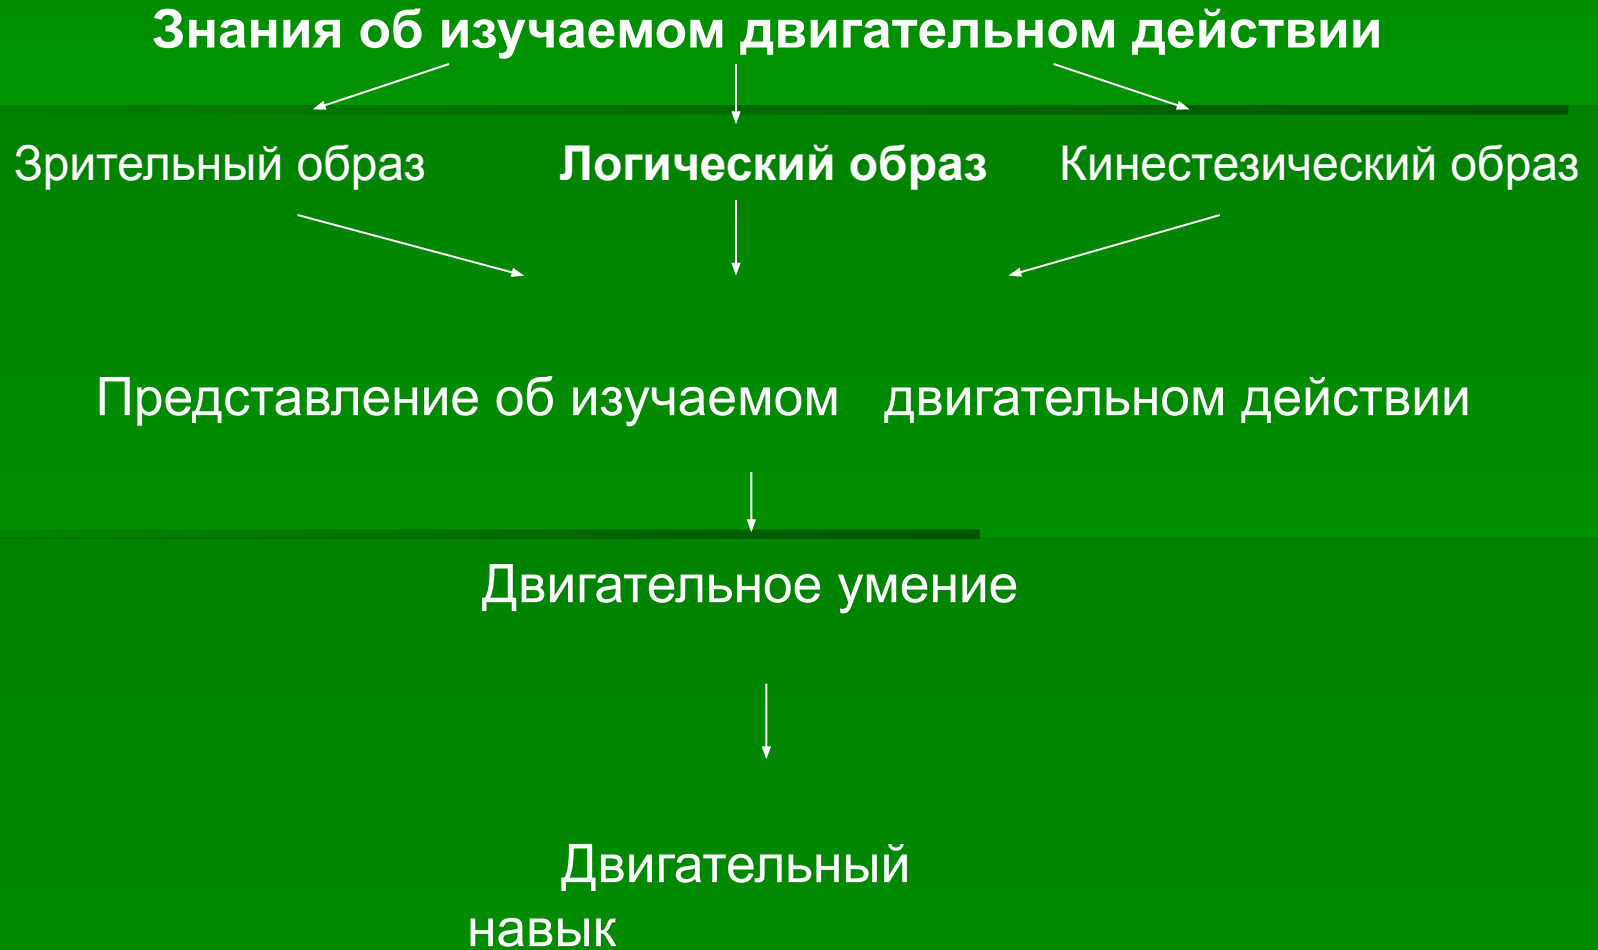 Знания об изучаемом двигательном действии
Зрительный образ Логический образ Кинестезический образ
Представление об изучаемом двигательном действии
Двигательное умение
Двигательный
навык